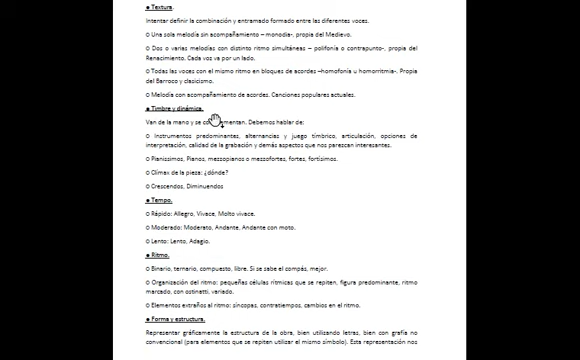 ● Textura.
Intentar definir la combinación y entramado formado entre las diferentes voces.
o Una sola melodía sin acompañamiento – monodia-, propia del Medievo.
o Dos o varias melodías con distinto ritmo simultáneas – polifonía o contrapunto-, propia del
Renacimiento. Cada vos va por un lado.
o Todas las voces con el mismo ritmo en bloques de acordes –homofonía u homorritmia-. Propia
del Barroco y clasicismo.
o Melodía con acompañamiento de acordes. Canciones populares actuales.
● Timbre y dinámica.
Van de la mano y se complementan. Debemos hablar de:
o Instrumentos predominantes, alternancias y juego tímbrico, articulación, opciones de
interpretación, calidad de la grabación y demás aspectos que nos parezcan interesantes.
o Pianissimos, Pianos, mezzopianos o mezzofortes, fortes, fortísimos.
o Clímax de la pieza: ¿dónde?
o Crescendos, Diminuendos
● Tempo.
o Rápido: Allegro, Vivace, Molto vivace.
o Moderado: Moderato, Andante, Andante con moto.
o Lento: Lento, Adagio.
● Ritmo.
o Binario, ternario, compuesto, libre. Si se sabe el compás, mejor.
o Organización del ritmo: pequeñas células rítmicas que se repiten, figura predominante, ritmo
marcado, con ostinatti, variado.
o Elementos extraños al ritmo: síncopas, contratiempos, cambios en el ritmo.
● Forma y estructura.
Representar gráficamente la estructura de la obra, bien utilizando letras, bien con grafía no
convencional (para elementos que se repiten utilizar el mismo símbolo). Esta representación nos